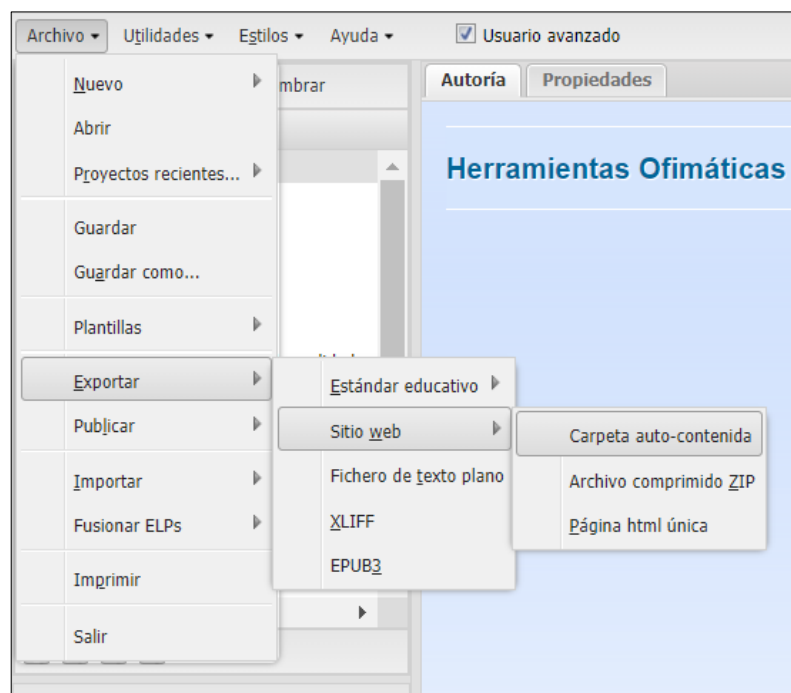 Archivo Utilidades Estilos Ayuda Usuario avanzado
Nuevo
Abrir
Proyectos recientes...
Guardar
Guardar como...
Plantillas
Exportar
Publicar
Importar
Fusionar ELPs
Imprimir
Salir
mbrar
Estándar educativo
Sitio web
Fichero de texto plano
XLIFF
EPUB3
Carpeta auto-contenida
Archivo comprimido ZIP
Página html única
Autoría Propiedades
Herramientas Ofimáticas